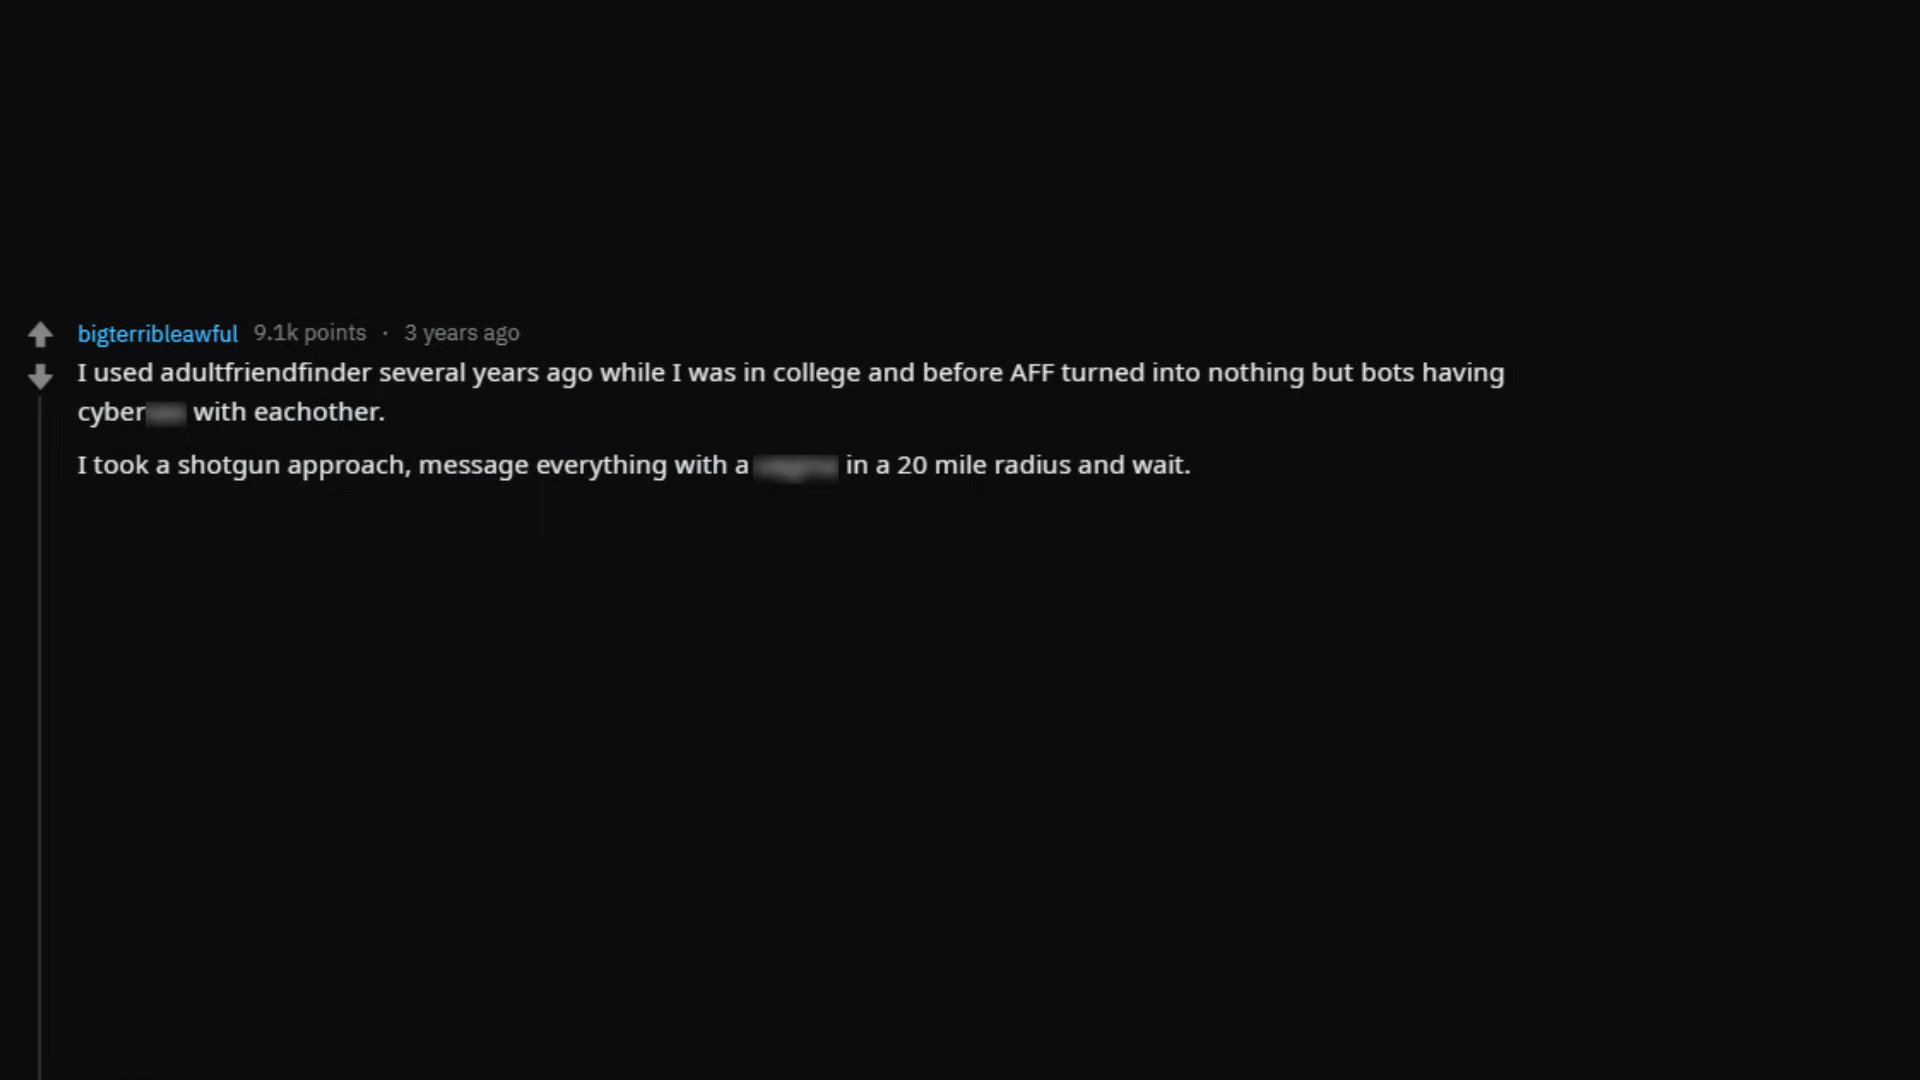 bigterribleawful 9.1k points · 3 years ago
I used adultfriendfinder several years ago while I was in college and before AFF turned into nothing but bots having
cyber with eachother.
I took a shotgun approach, message everything with a in a 20 mile radius and wait.